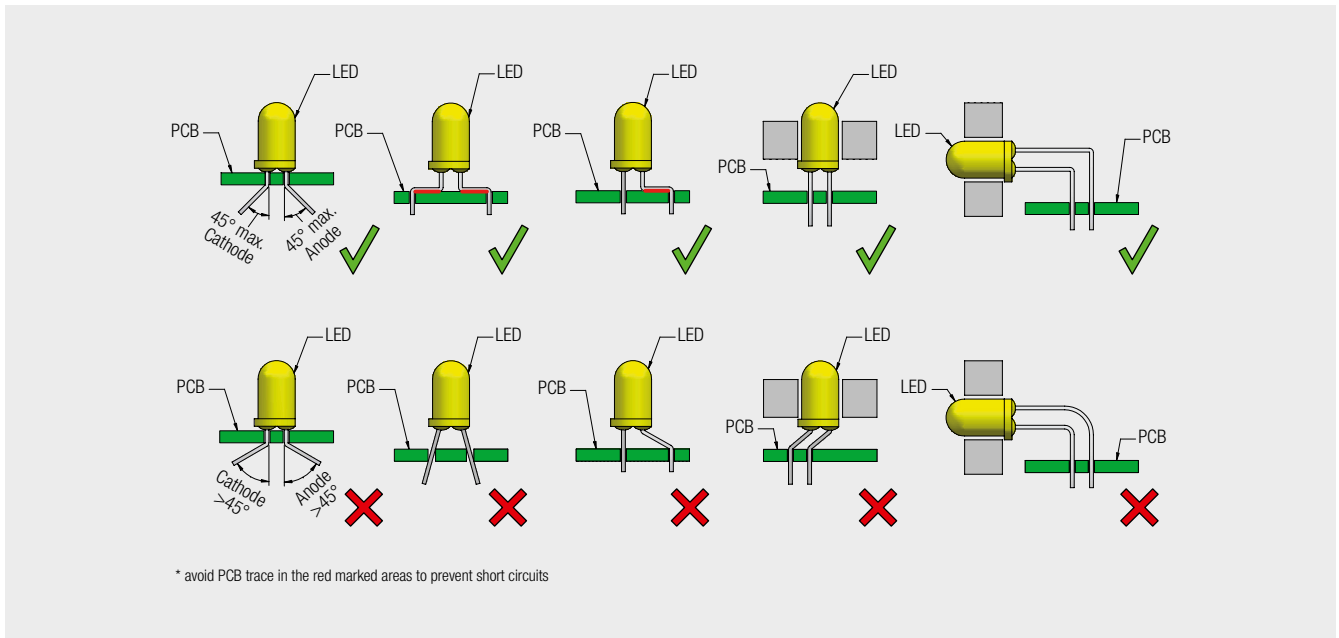 LED
LED
LED
LED
PCB
PCB
PCB
LED
PCB
PCB
45° max.
Cathode
45° max.
Anode
LED
LED
LED
LED
PCB
PCB
PCB
LED
PCB
PCB
Cathode
>45°
Anode
>45°
* avoid PCB trace in the red marked areas to prevent short circuits